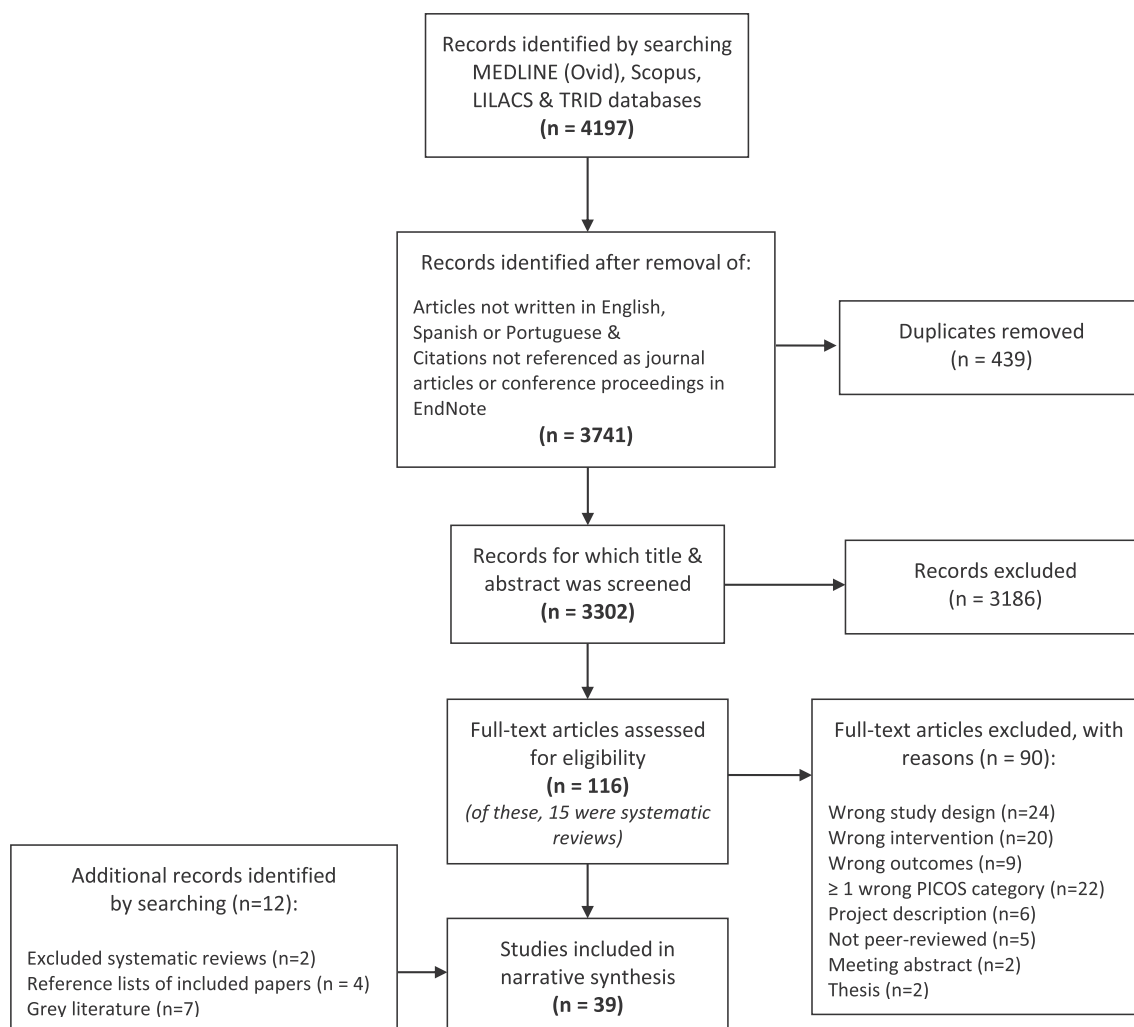 Records identified by searching
MEDLINE (Ovid), Scopus,
LILACS & TRID databases
(n = 4197)
Records identified after removal of:
Articles not written in English,
Spanish or Portuguese &
Citations not referenced as journal
articles or conference proceedings in
EndNote
(n = 3741)
Duplicates removed
(n = 439)
Records for which title &
abstract was screened
(n = 3302)
Records excluded
(n = 3186)
Full-text articles assessed
for eligibility
(n = 116)
(of these, 15 were systematic
reviews)
Full-text articles excluded, with
reasons (n = 90):
Wrong study design (n=24)
Wrong intervention (n=20)
Wrong outcomes (n=9)
≥ 1 wrong PICOS category (n=22)
Project description (n=6)
Not peer-reviewed (n=5)
Meeting abstract (n=2)
Thesis (n=2)
Additional records identified
by searching (n=12):
Excluded systematic reviews (n=2)
Reference lists of included papers (n = 4)
Grey literature (n=7)
Studies included in
narrative synthesis
(n = 39)